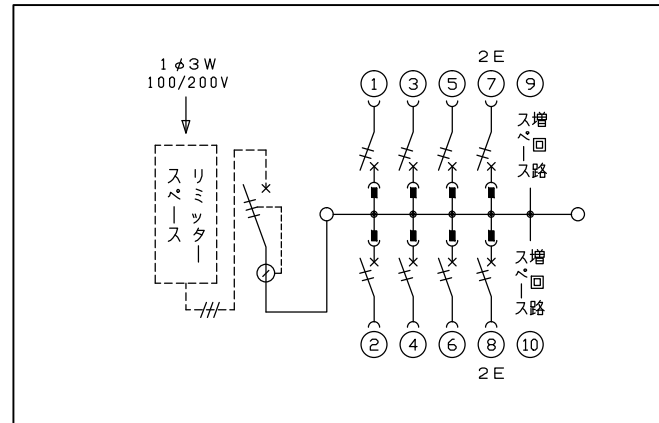 1φ3W
100/200V
リミッター
スペース
2E
① ③ ⑤ ⑦ ⑨
増回路
スペース
増回路
スペース
② ④ ⑥ ⑧ ⑩
2E